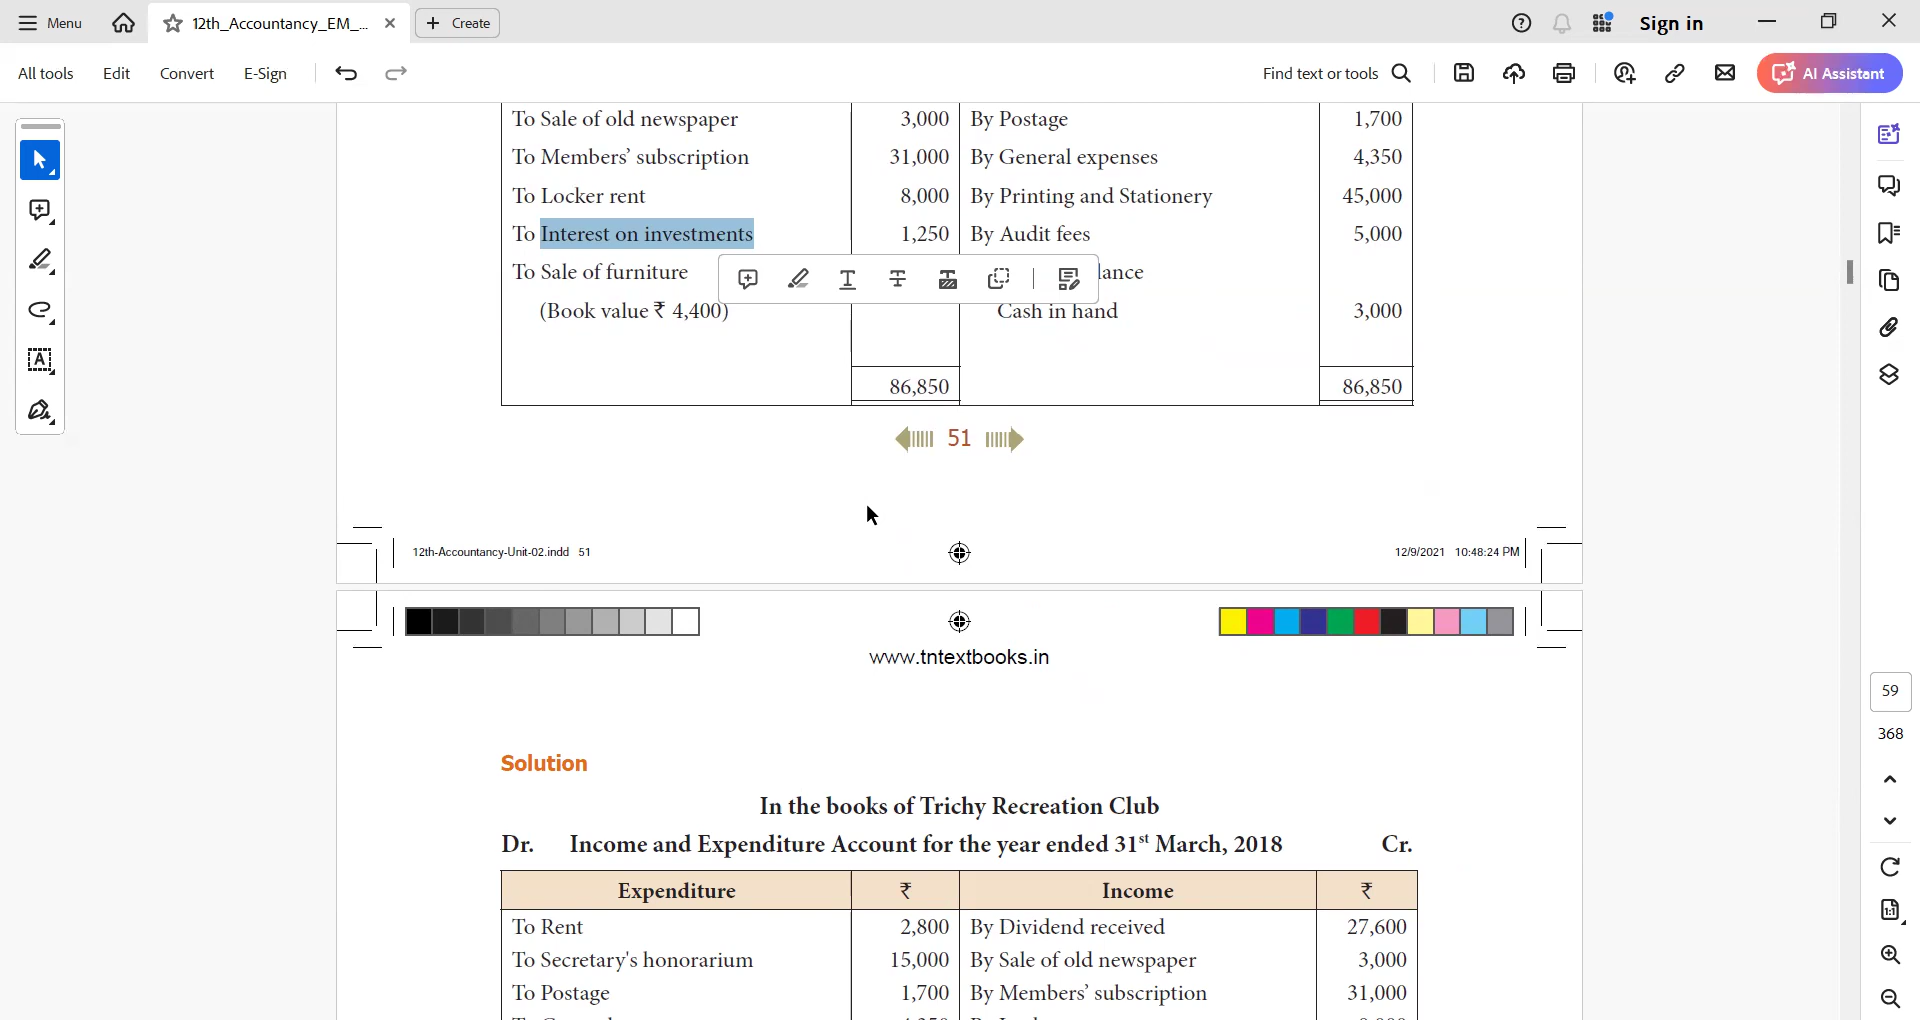 Menu
12th_Accountancy_EM_...
Create
Sign in
All tools
Edit
Convert
E-Sign
Find text or tools
AI Assistant
To Sale of old newspaper 3,000 By Postage 1,700
To Members’ subscription 31,000 By General expenses 4,350
To Locker rent 8,000 By Printing and Stationery 45,000
To Interest on investments 1,250 By Audit fees 5,000
To Sale of furniture lance
(Book value ₹ 4,400) Cash in hand 3,000
86,850 86,850
51
12th-Accountancy-Unit-02.indd 51 12/9/2021 10:48:24 PM
www.tntextbooks.in
Solution
In the books of Trichy Recreation Club
Dr. Income and Expenditure Account for the year ended 31st March, 2018 Cr.
Expenditure ₹ Income ₹
To Rent 2,800 By Dividend received 27,600
To Secretary's honorarium 15,000 By Sale of old newspaper 3,000
To Postage 1,700 By Members’ subscription 31,000
59
368